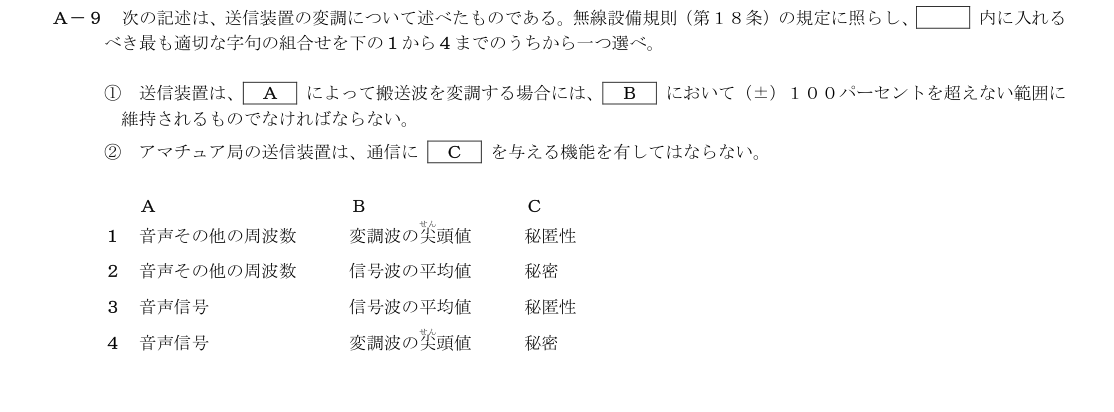 A－9 次の記述は、送信装置の変調について述べたものである。無線設備規則（第１８条）の規定に照らし、 内に入れる
べき最も適切な字句の組合せを下の1から4までのうちから一つ選べ。
① 送信装置は、 A によって搬送波を変調する場合には、 B において（±）１００パーセントを超えない範囲に
維持されるものでなければならない。
② アマチュア局の送信装置は、通信に C を与える機能を有してはならない。
A B C
1 音声その他の周波数 変調波の尖頭値 秘匿性
せん
2 音声その他の周波数 信号波の平均値 秘密
3 音声信号 信号波の平均値 秘匿性
4 音声信号 変調波の尖頭値 秘密
せん